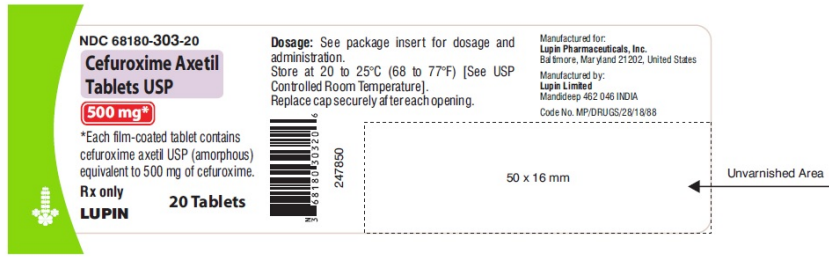 NDC 68180-303-20
Cefuroxime Axetil
Tablets USP
500 mg*
*Each film-coated tablet contains
cefuroxime axetil USP (amorphous)
equivalent to 500 mg of cefuroxime.
Rx only
LUPIN
20 Tablets
Dosage: See package insert for dosage and
administration.
Store at 20 to 25°C (68 to 77°F) [See USP
Controlled Room Temperature].
Replace cap securely after each opening.
N
3 68180 30320 6
247850
Manufactured for:
Lupin Pharmaceuticals, Inc.
Baltimore, Maryland 21202, United States
Manufactured by:
Lupin Limited
Mandideep 462 046 INDIA
Code No. MP/DRUGS/28/18/88
50 x 16 mm
Unvarnished Area